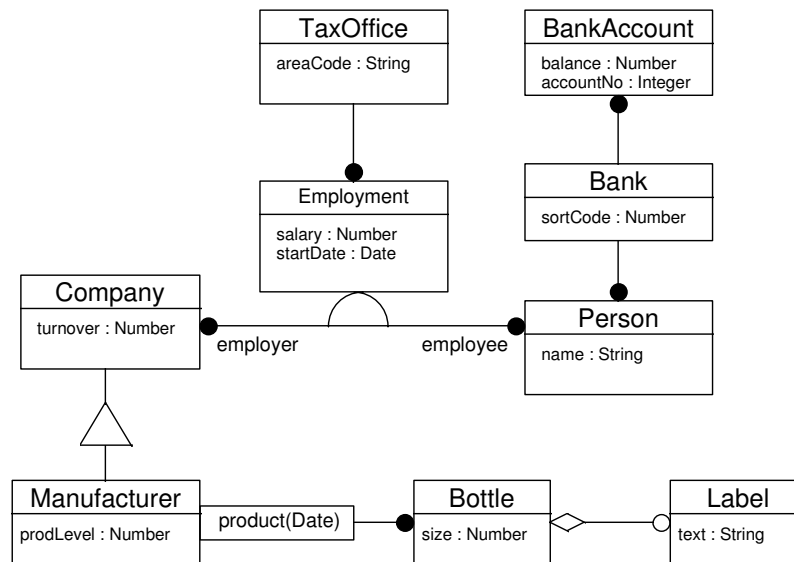 TaxOffice
areaCode : String
BankAccount
balance : Number
accountNo : Integer
Employment
salary : Number
startDate : Date
Bank
sortCode : Number
Company
turnover : Number
employer
employee
Person
name : String
Manufacturer
prodLevel : Number
product(Date)
Bottle
size : Number
Label
text : String